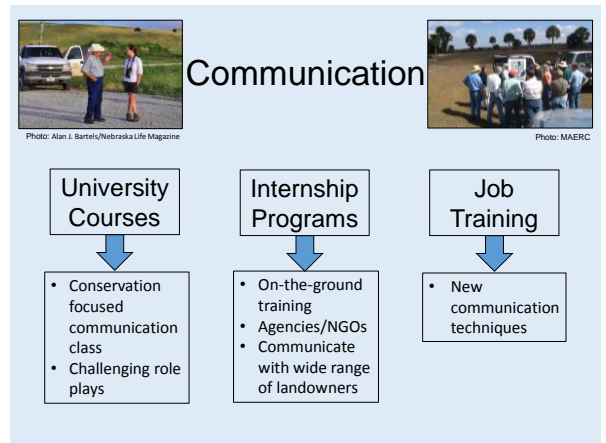 Communication
Photo: Alan J. Bartels/Nebraska Life Magazine
Photo: MAERC
University
Courses
• Conservation
focused
communication
class
• Challenging role
plays
Internship
Programs
• On-the-ground
training
• Agencies/NGOs
• Communicate
with wide range
of landowners
Job
Training
• New
communication
techniques